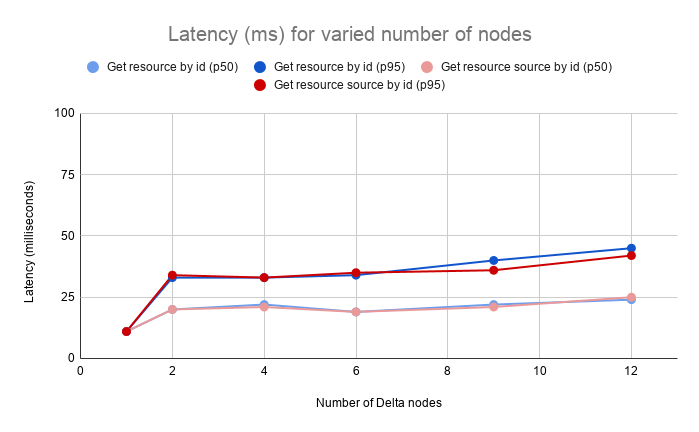 Latency (ms) for varied number of nodes
Get resource by id (p50) Get resource by id (p95) Get resource source by id (p50)
Get resource source by id (p95)
100
75
50
25
0
Latency (milliseconds)
0 2 4 6 8 10 12
Number of Delta nodes